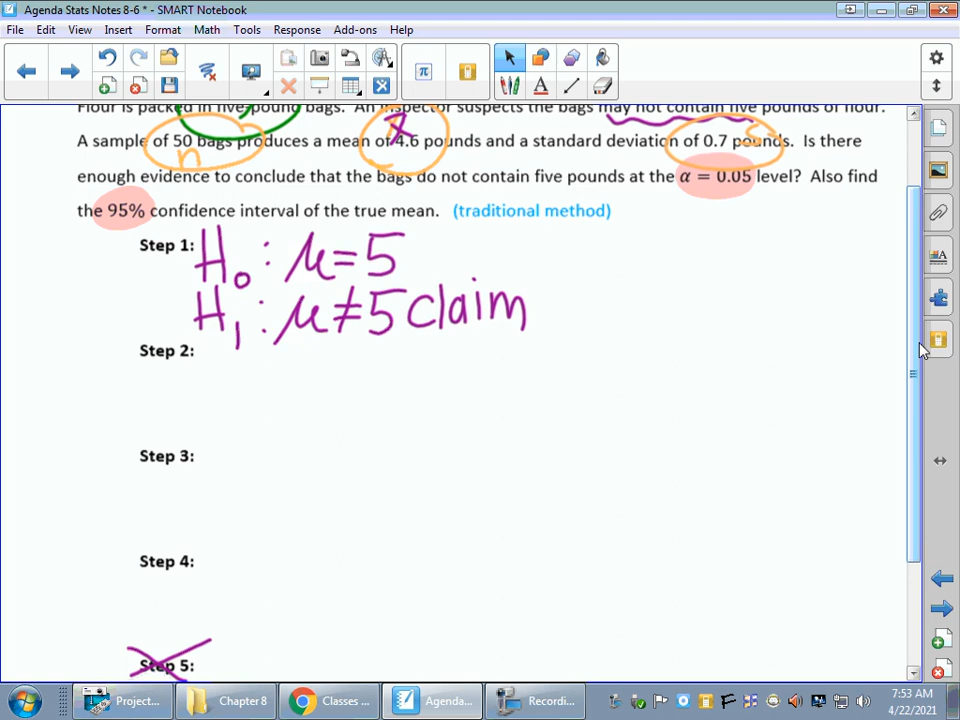 Agenda Stats Notes 8-6 * - SMART Notebook
File Edit View Insert Format Math Tools Response Add-ons Help
Flour is packed in five pound bags. An inspector suspects the bags may not contain five pounds of flour.
A sample of 50 bags produces a mean of 4.6 pounds and a standard deviation of 0.7 pounds. Is there
n x̄ s
enough evidence to conclude that the bags do not contain five pounds at the α = 0.05 level? Also find
the 95% confidence interval of the true mean. (traditional method)
Step 1: H₀ : μ = 5
H₁ : μ ≠ 5 claim
Step 2:
Step 3:
Step 4:
Step 5:
Project... Chapter 8 Classes ... Agenda... Recordi... 7:53 AM
4/22/2021